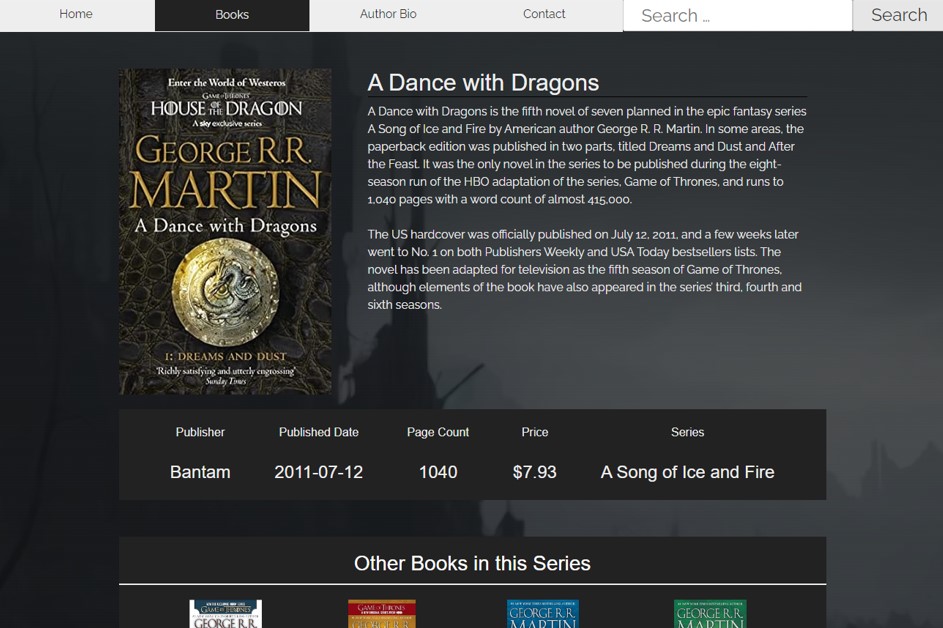 Home
Books
Author Bio
Contact
Search ...
Search
Enter the World of Westeros
GAME OF THRONES
HOUSE OF THE DRAGON
A sky exclusive series
GEORGE R.R.
MARTIN
A Dance with Dragons
1: DREAMS AND DUST
'Richly satisfying and utterly engrossing'
Sunday Times
A Dance with Dragons
A Dance with Dragons is the fifth novel of seven planned in the epic fantasy series
A Song of Ice and Fire by American author George R. R. Martin. In some areas, the
paperback edition was published in two parts, titled Dreams and Dust and After
the Feast. It was the only novel in the series to be published during the eight-
season run of the HBO adaptation of the series, Game of Thrones, and runs to
1,040 pages with a word count of almost 415,000.
The US hardcover was officially published on July 12, 2011, and a few weeks later
went to No. 1 on both Publishers Weekly and USA Today bestsellers lists. The
novel has been adapted for television as the fifth season of Game of Thrones,
although elements of the book have also appeared in the series' third, fourth and
sixth seasons.
Publisher Published Date Page Count Price Series
Bantam 2011-07-12 1040 $7.93 A Song of Ice and Fire
Other Books in this Series
GAME OF THRONES
GEORGE R.R.
GAME OF THRONES
GEORGE R.R.
GEORGE R.R.
MARTIN
GEORGE R.R.
MARTIN